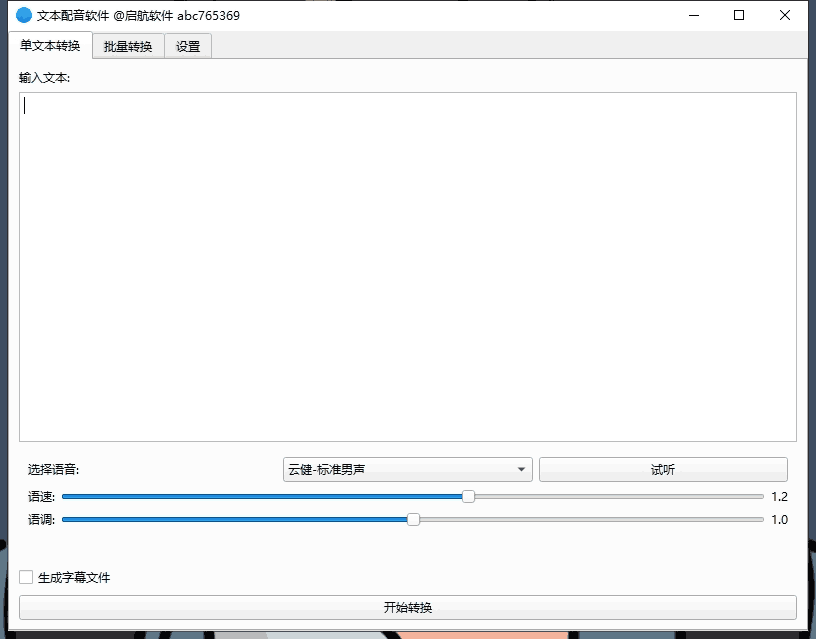 文本配音软件 @启航软件 abc765369
单文本转换 批量转换 设置
输入文本:
选择语音: 云健-标准男声 试听
语速: 1.2
语调: 1.0
生成字幕文件
开始转换